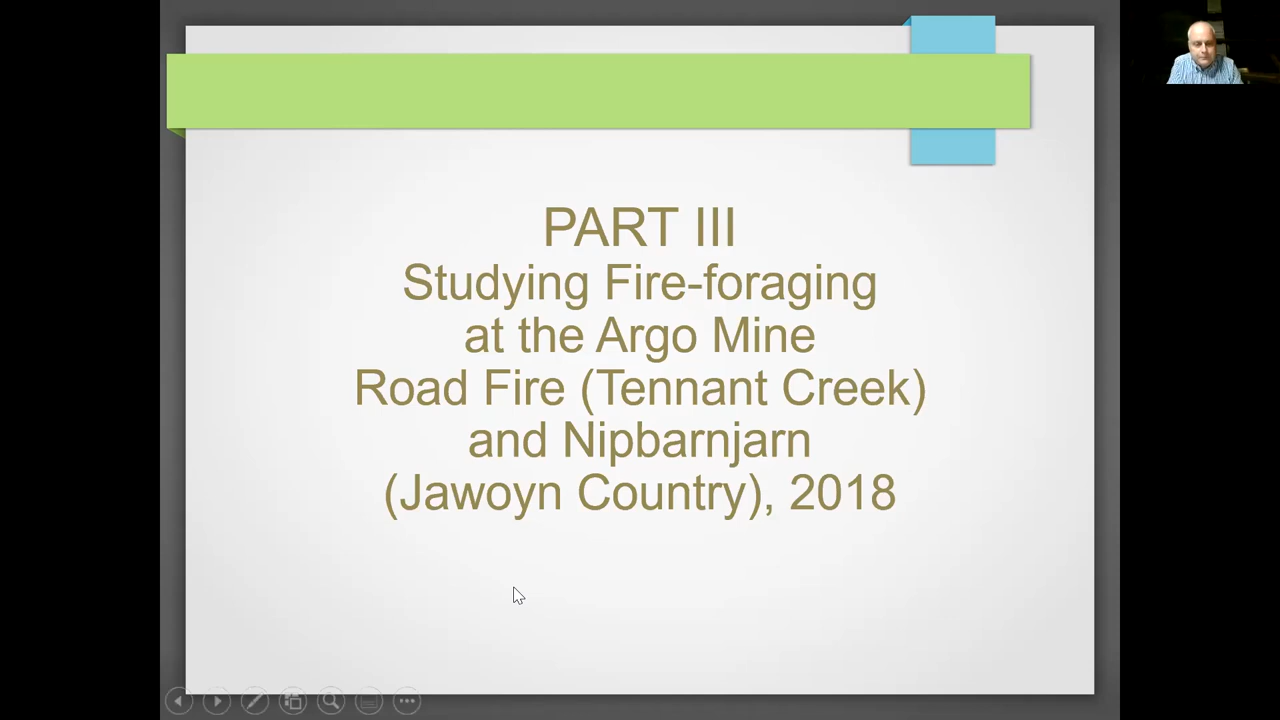 PART III
Studying Fire-foraging
at the Argo Mine
Road Fire (Tennant Creek)
and Nipbarnjarn
(Jawoyn Country), 2018